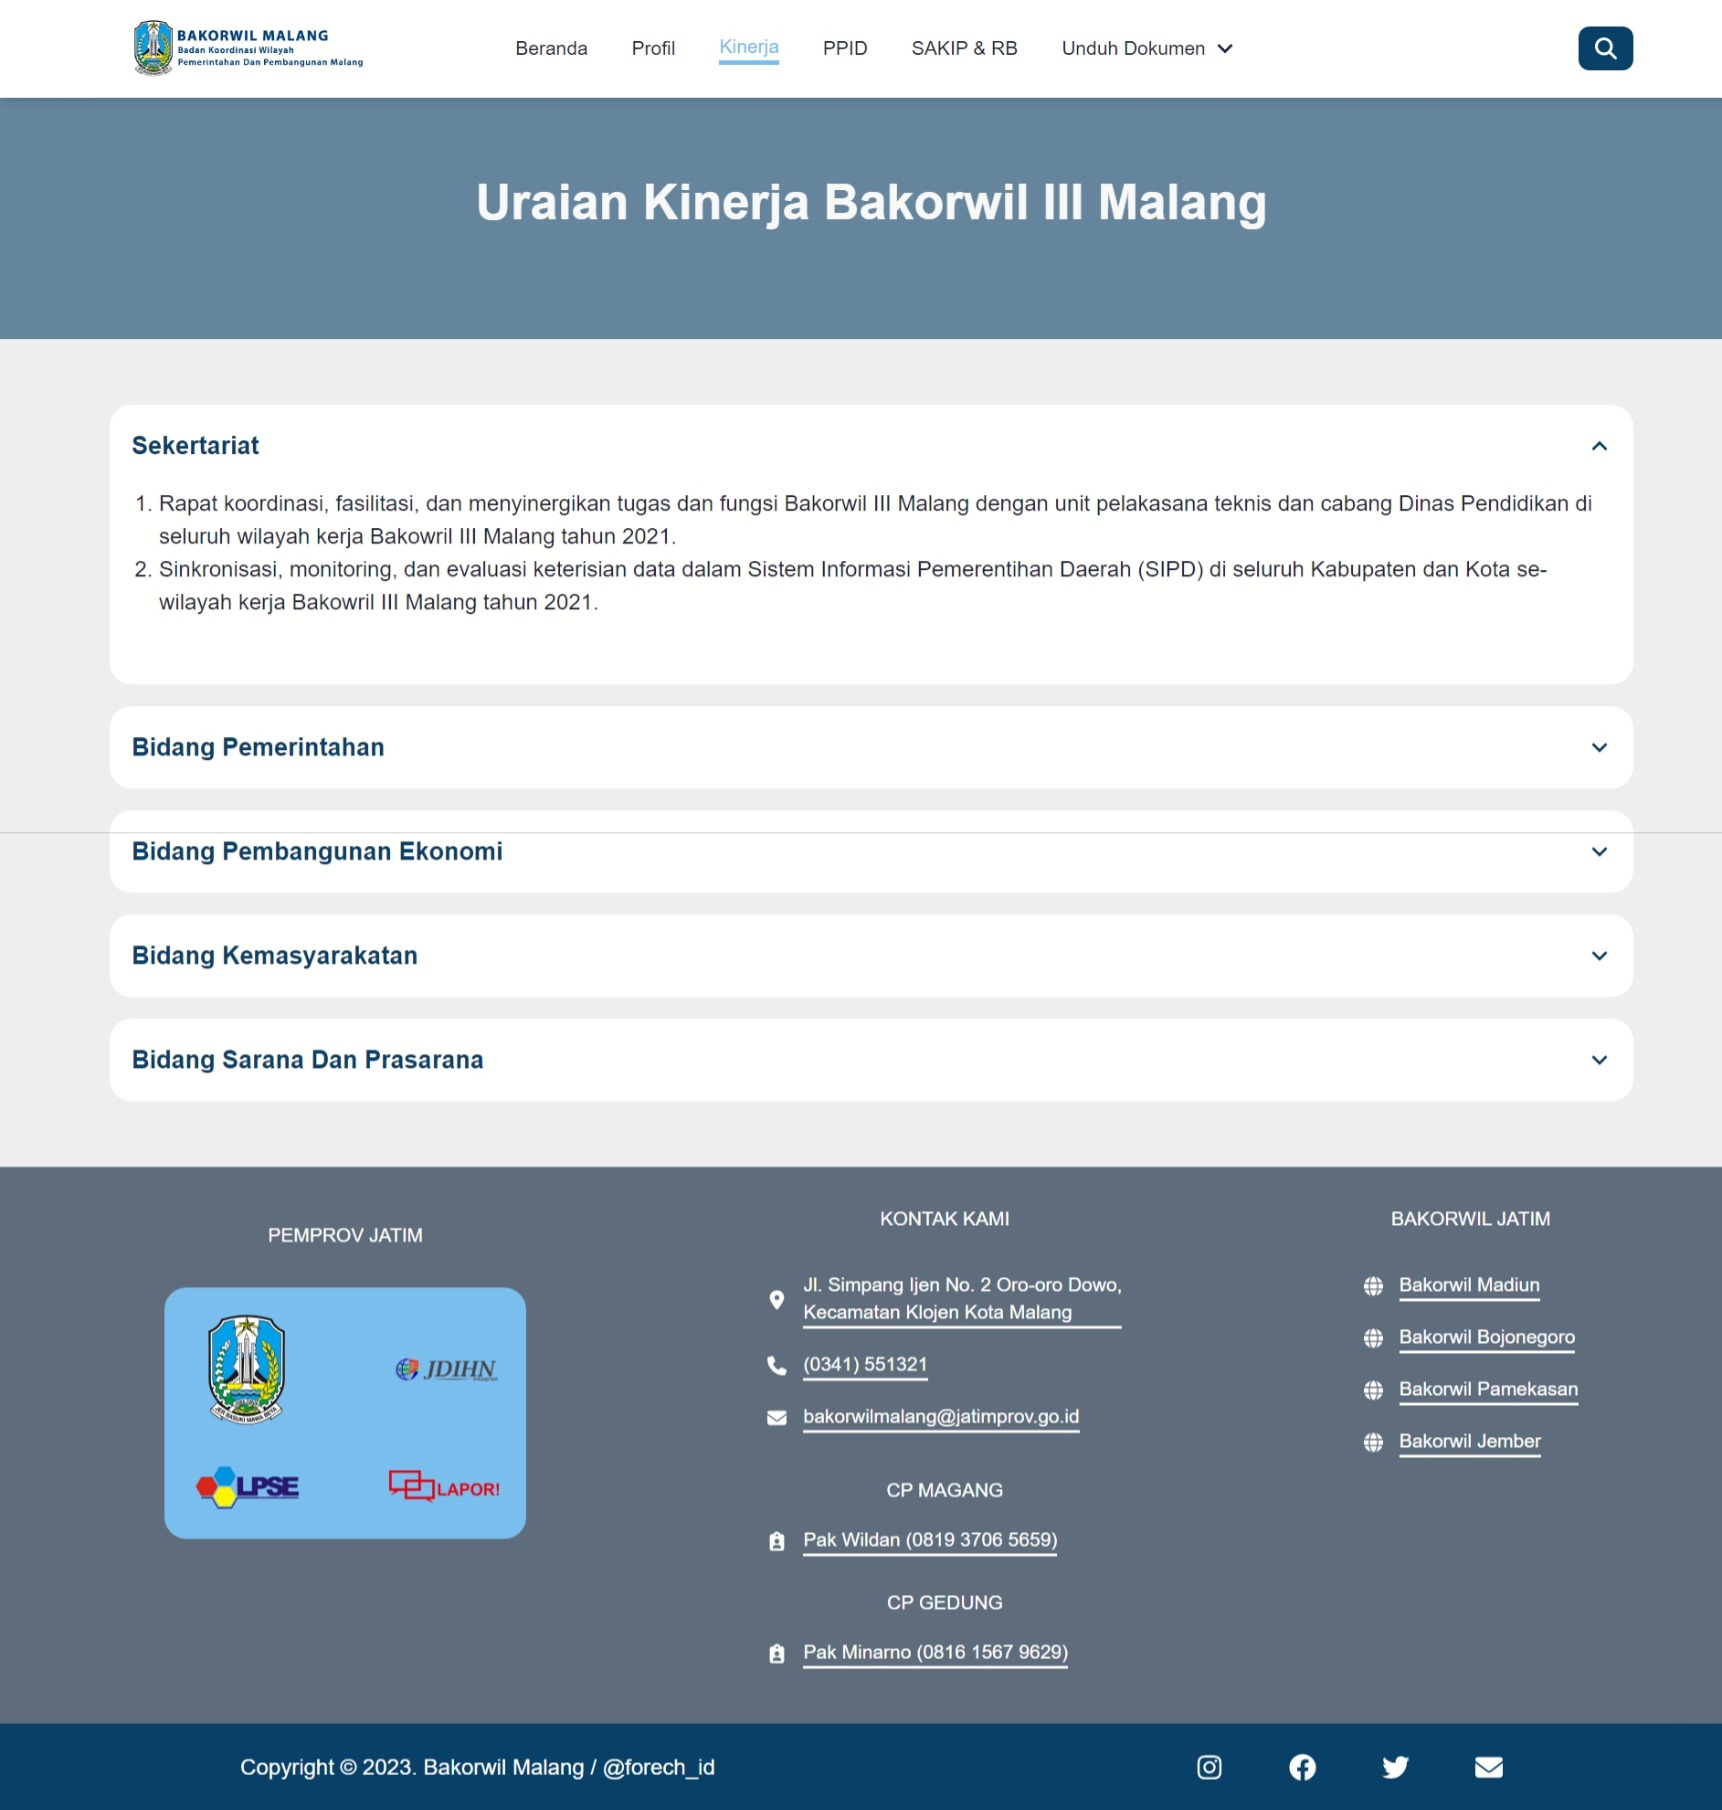 BAKORWIL MALANG
Badan Koordinasi Wilayah
Pemerintahan Dan Pembangunan Malang
Beranda
Profil
Kinerja
PPID
SAKIP & RB
Unduh Dokumen
Uraian Kinerja Bakorwil III Malang
Sekertariat
1. Rapat koordinasi, fasilitasi, dan menyinergikan tugas dan fungsi Bakorwil III Malang dengan unit pelakasana teknis dan cabang Dinas Pendidikan di
seluruh wilayah kerja Bakowril III Malang tahun 2021.
2. Sinkronisasi, monitoring, dan evaluasi keterisian data dalam Sistem Informasi Pemerentihan Daerah (SIPD) di seluruh Kabupaten dan Kota se-
wilayah kerja Bakowril III Malang tahun 2021.
Bidang Pemerintahan
Bidang Pembangunan Ekonomi
Bidang Kemasyarakatan
Bidang Sarana Dan Prasarana
PEMPROV JATIM
JER BASUKI MAWA BEYA
JDIHN
LPSE
LAPOR!
KONTAK KAMI
Jl. Simpang Ijen No. 2 Oro-oro Dowo,
Kecamatan Klojen Kota Malang
(0341) 551321
bakorwilmalang@jatimprov.go.id
CP MAGANG
Pak Wildan (0819 3706 5659)
CP GEDUNG
Pak Minarno (0816 1567 9629)
BAKORWIL JATIM
Bakorwil Madiun
Bakorwil Bojonegoro
Bakorwil Pamekasan
Bakorwil Jember
Copyright © 2023. Bakorwil Malang / @forech_id